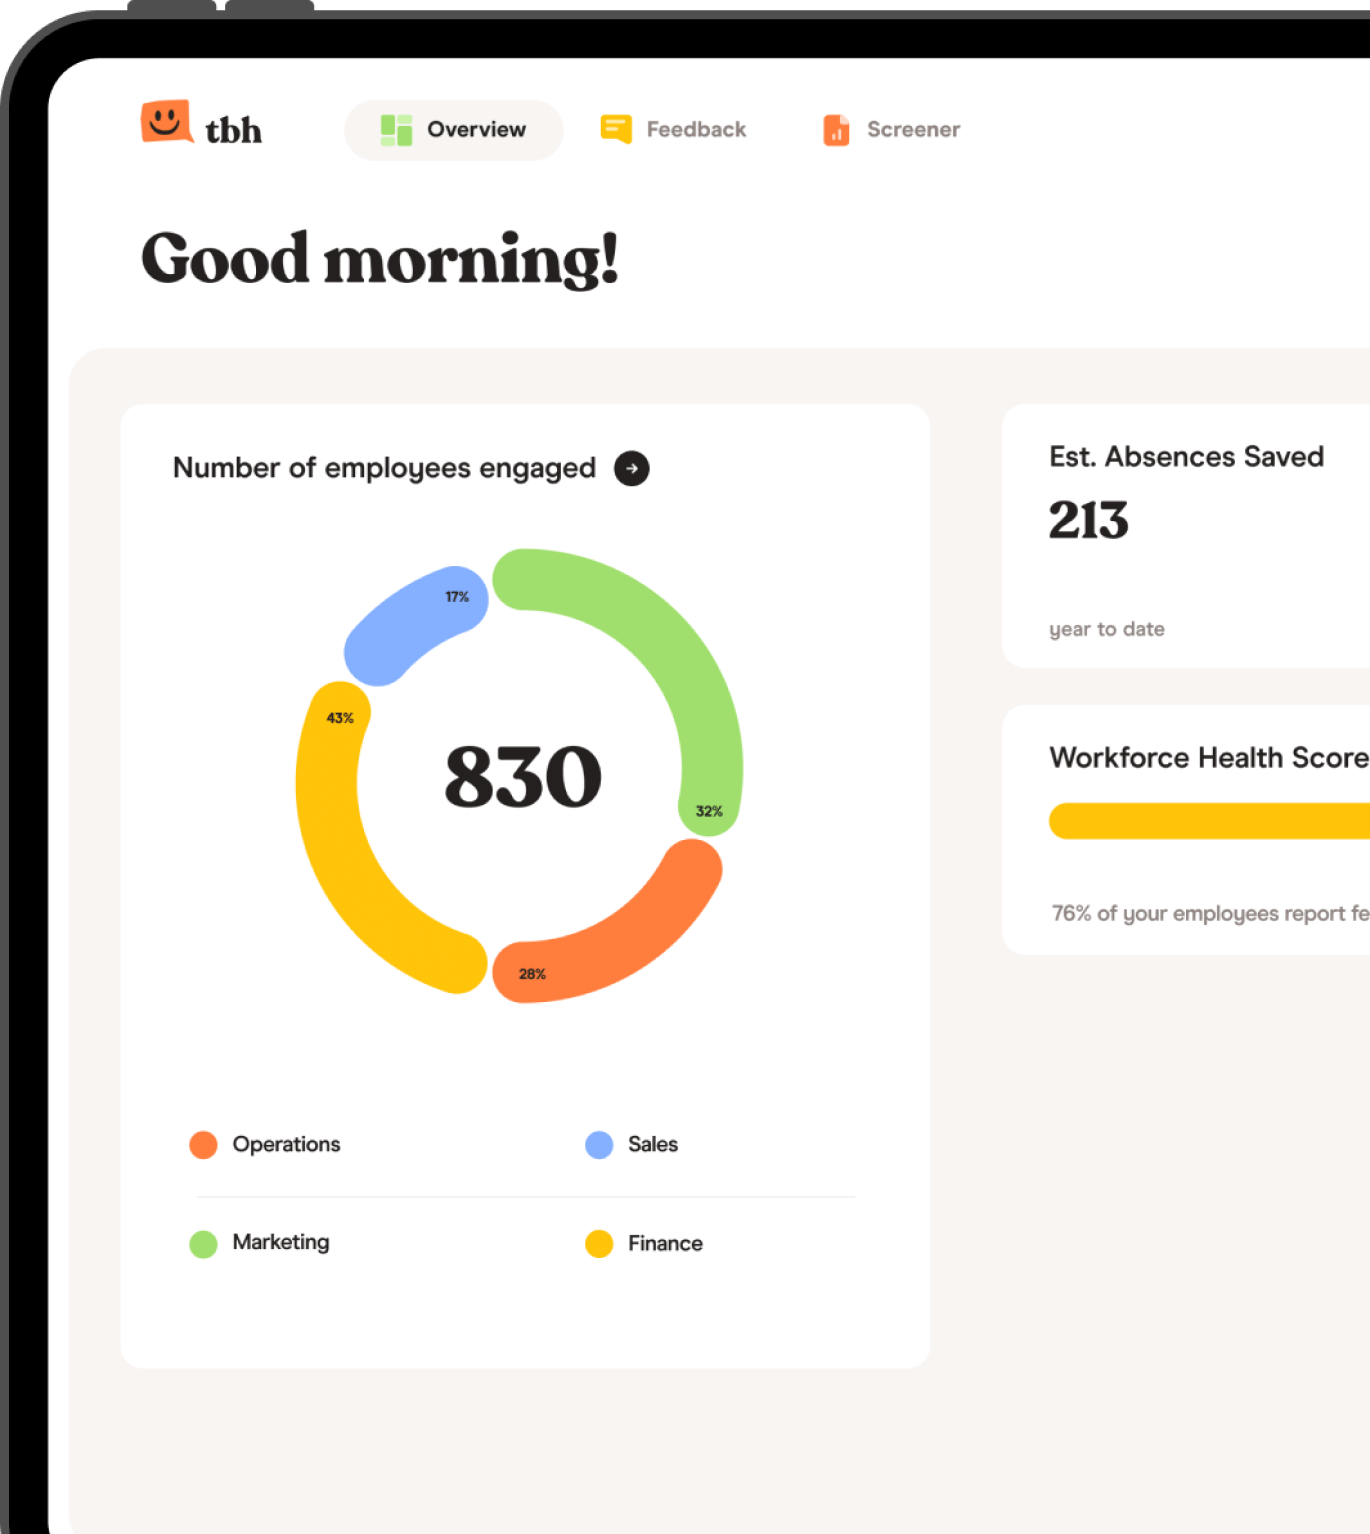 tbh
Overview
Feedback
Screener
Good morning!
Number of employees engaged
17%
43%
830
32%
28%
Operations
Sales
Marketing
Finance
Est. Absences Saved
213
year to date
Workforce Health Score
76% of your employees report fe